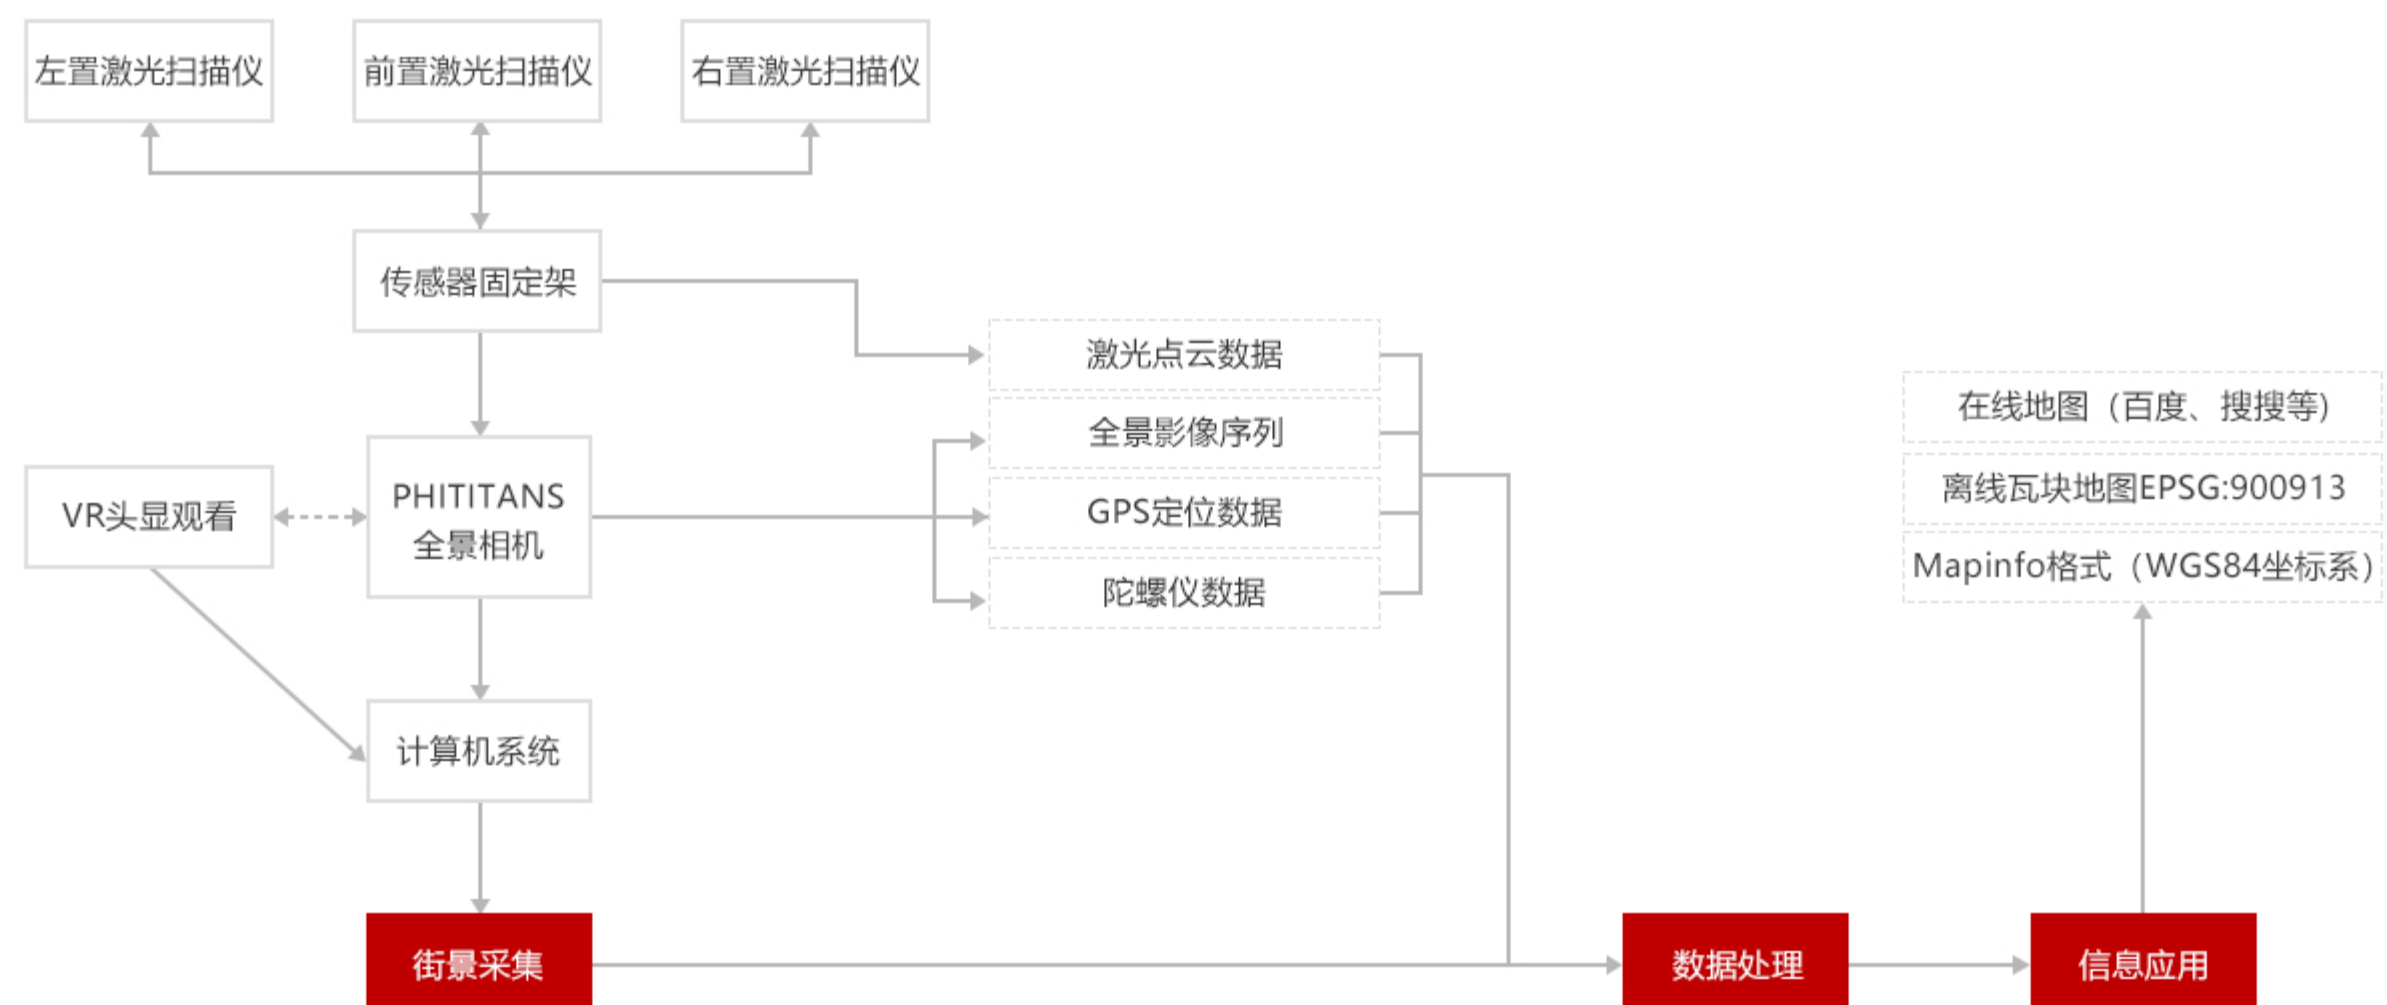 左置激光扫描仪
前置激光扫描仪
右置激光扫描仪
传感器固定架
激光点云数据
全景影像序列
GPS定位数据
陀螺仪数据
在线地图（百度、搜搜等)
离线瓦块地图EPSG:900913
Mapinfo格式（WGS84坐标系）
VR头显观看
PHITITANS
全景相机
计算机系统
街景采集
数据处理
信息应用